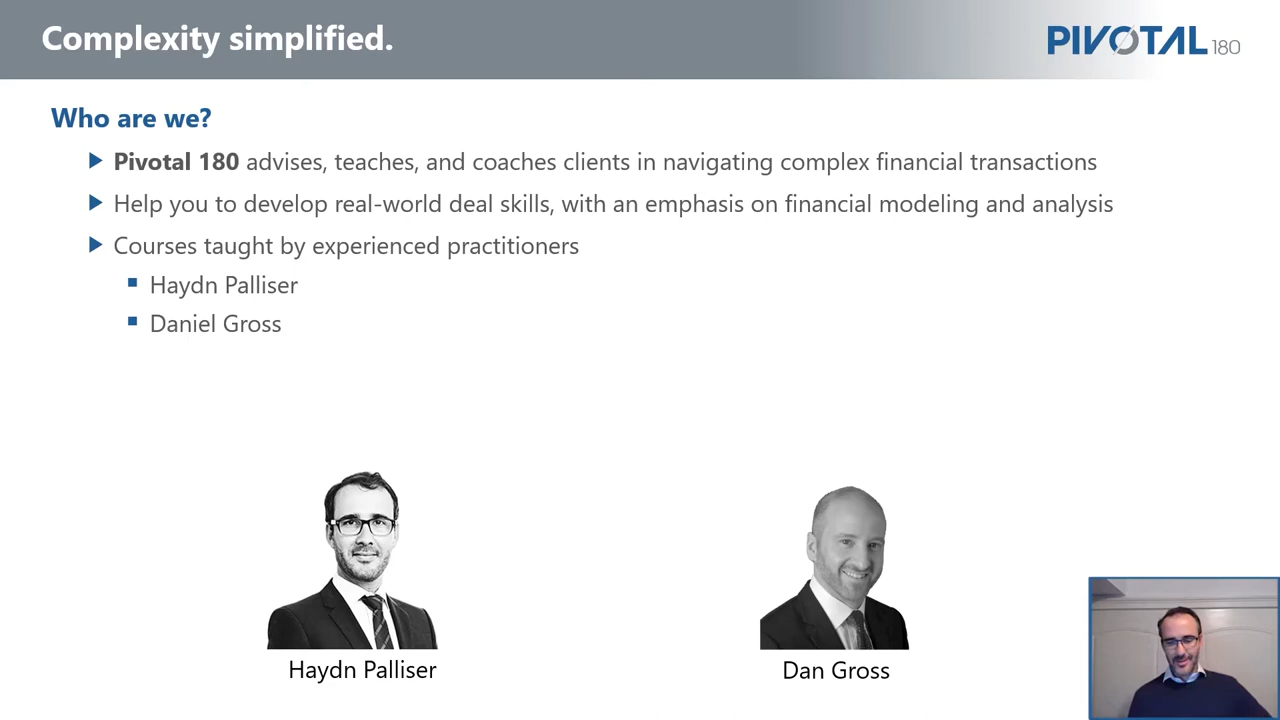 Complexity simplified.
PIVOTAL 180
Who are we?
Pivotal 180 advises, teaches, and coaches clients in navigating complex financial transactions
Help you to develop real-world deal skills, with an emphasis on financial modeling and analysis
Courses taught by experienced practitioners
Haydn Palliser
Daniel Gross
Haydn Palliser
Dan Gross